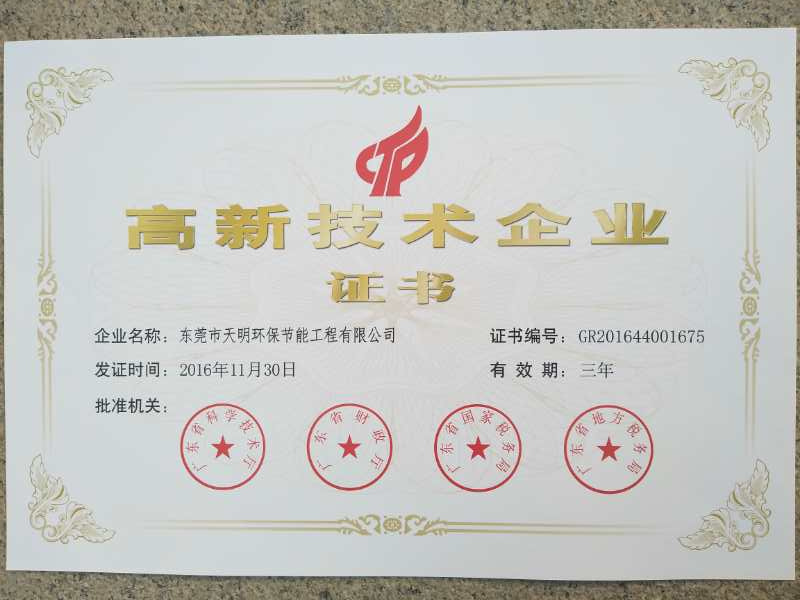 CTP
高新技术企业
证书
企业名称：东莞市天明环保节能工程有限公司
证书编号：GR201644001675
发证时间：2016年11月30日
有效期：三年
批准机关：
广东省科学技术厅
广东省财政厅
广东省国家税务局
广东省地方税务局